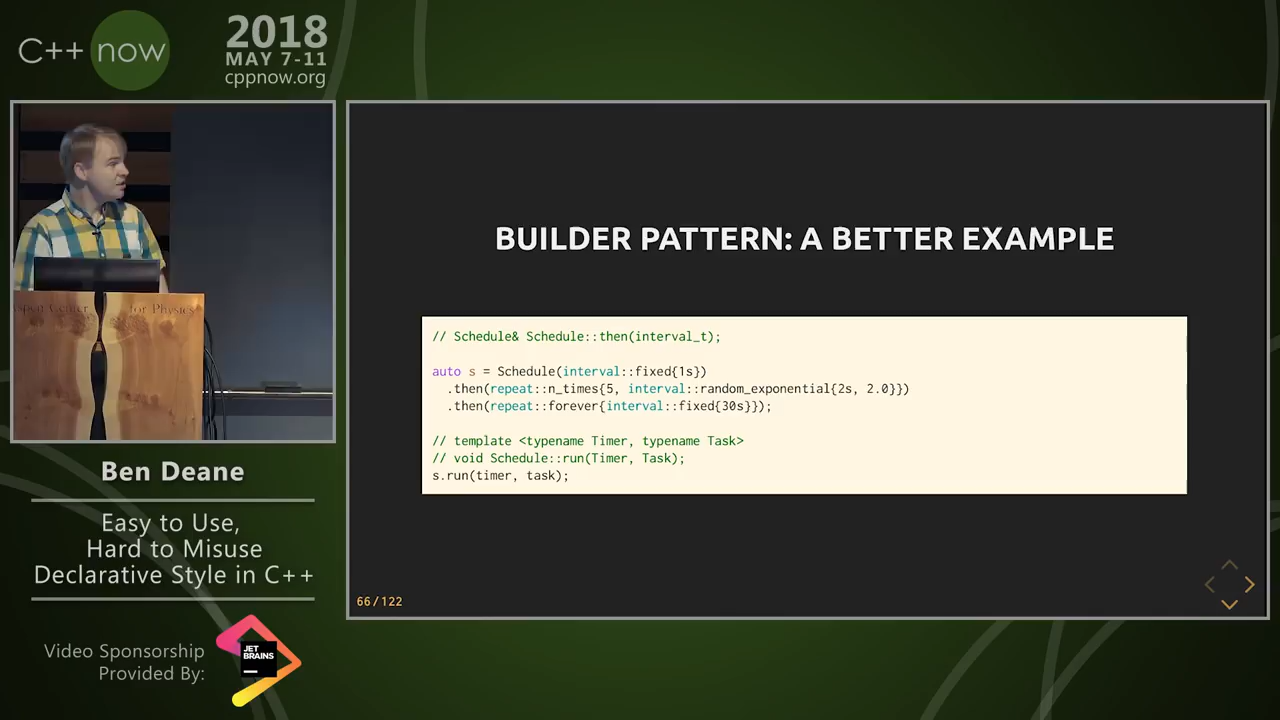 C++ now
2018
MAY 7-11
cppnow.org
BUILDER PATTERN: A BETTER EXAMPLE
// Schedule& Schedule::then(interval_t);
auto s = Schedule(interval::fixed{1s})
.then(repeat::n_times{5, interval::random_exponential{2s, 2.0}})
.then(repeat::forever{interval::fixed{30s}});
// template <typename Timer, typename Task>
// void Schedule::run(Timer, Task);
s.run(timer, task);
66/122
Center for Physics
Ben Deane
Easy to Use,
Hard to Misuse
Declarative Style in C++
Video Sponsorship
Provided By:
JET
BRAINS